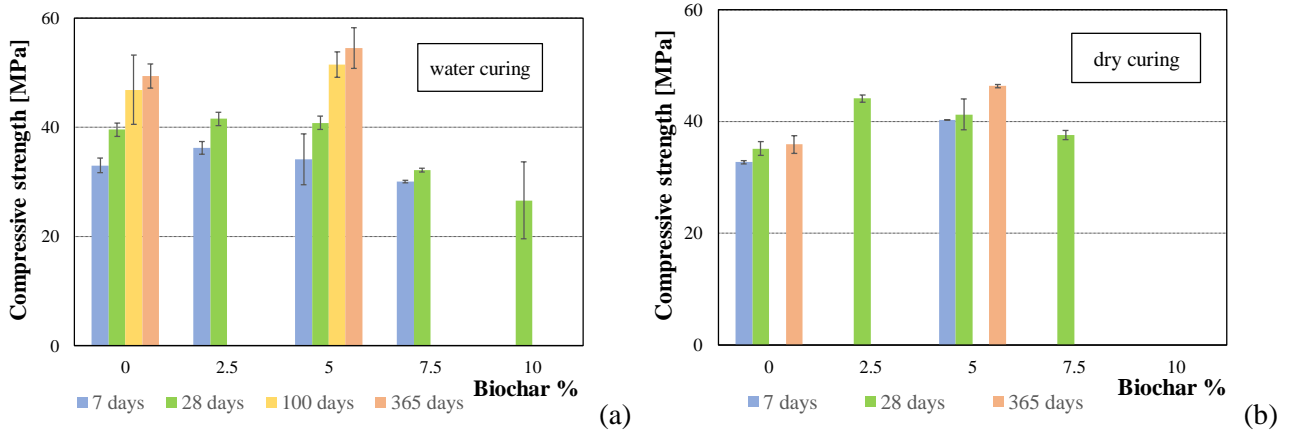 60
40
20
0
Compressive strength [MPa]
water curing
0 2.5 5 7.5 10
Biochar %
7 days 28 days 100 days 365 days
(a)
60
40
20
0
Compressive strength [MPa]
dry curing
0 2.5 5 7.5 10
Biochar %
7 days 28 days 365 days
(b)